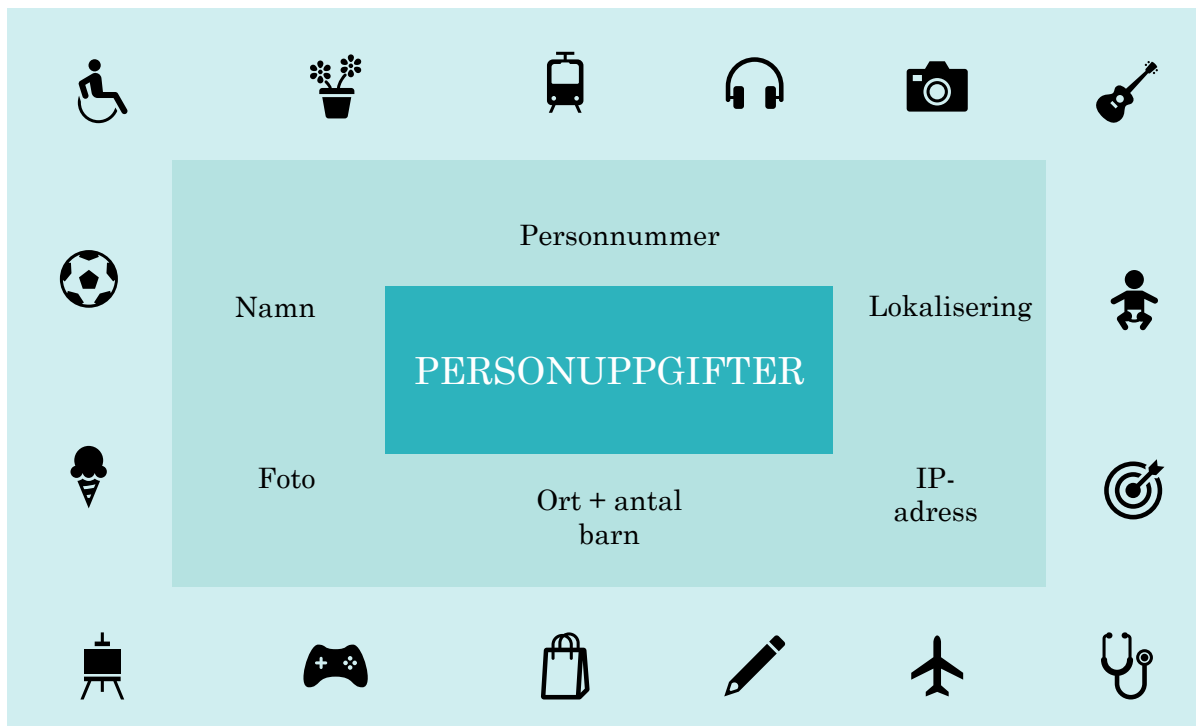 Personnummer
Namn
Lokalisering
PERSONUPPGIFTER
Foto
Ort + antal
barn
IP-
adress